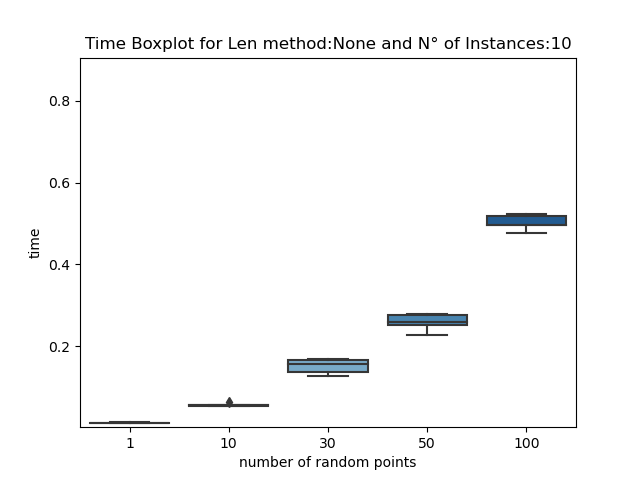 Time Boxplot for Len method:None and N° of Instances:10
0.8
0.6
0.4
0.2
time
1 10 30 50 100
number of random points